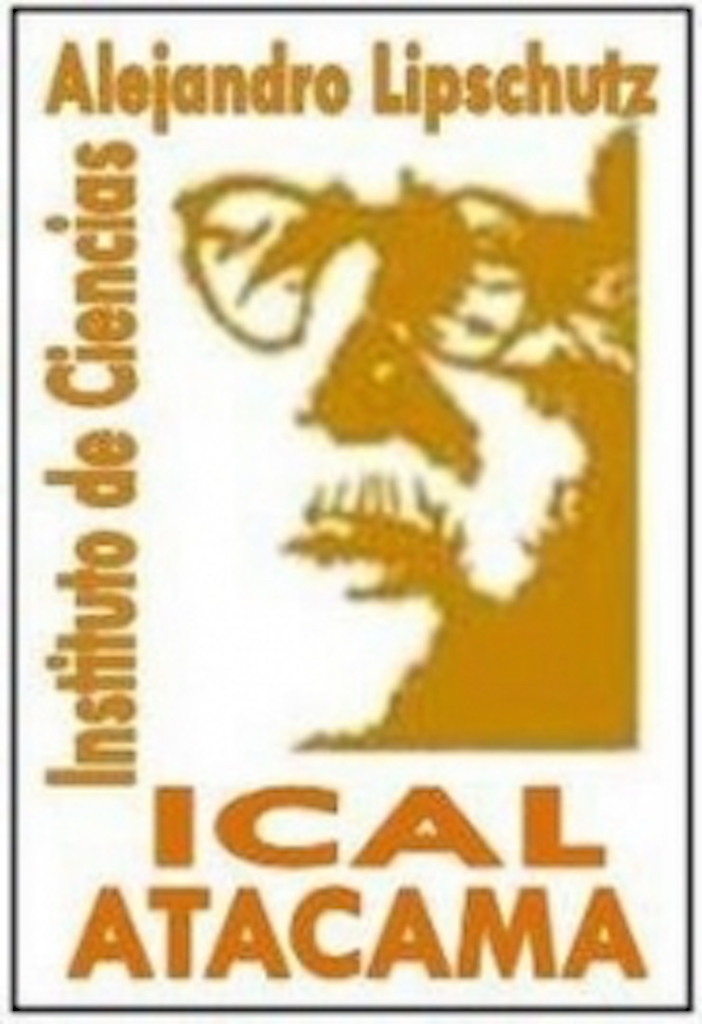 Alejandro Lipschutz
Instituto de Ciencias
ICAL
ATACAMA